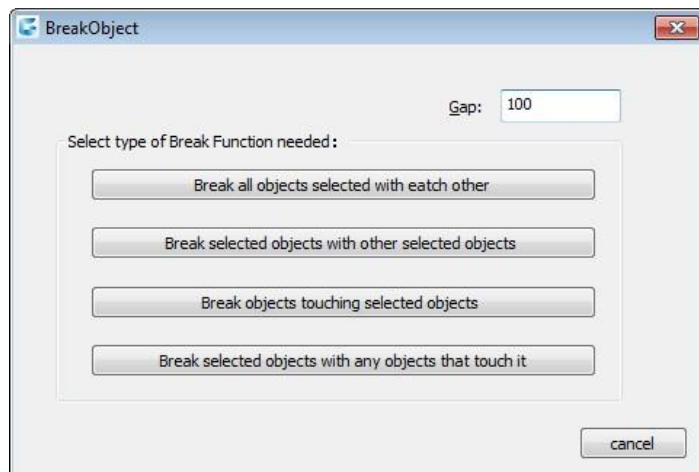 BreakObject
Gap: 100
Select type of Break Function needed:
Break all objects selected with eatch other
Break selected objects with other selected objects
Break objects touching selected objects
Break selected objects with any objects that touch it
cancel